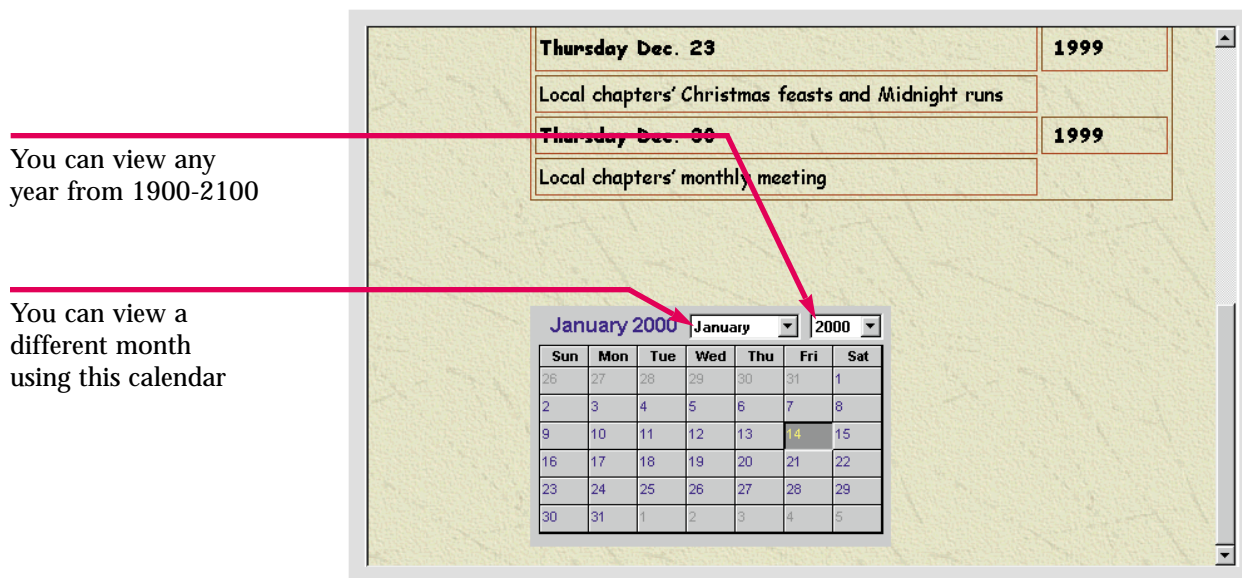 Thursday Dec. 23 1999
Local chapters' Christmas feasts and Midnight runs
Thursday Dec. 30 1999
Local chapters' monthly meeting
You can view any
year from 1900-2100
You can view a
different month
using this calendar
January 2000 January 2000
Sun Mon Tue Wed Thu Fri Sat
26 27 28 29 30 31 1
2 3 4 5 6 7 8
9 10 11 12 13 14 15
16 17 18 19 20 21 22
23 24 25 26 27 28 29
30 31 1 2 3 4 5